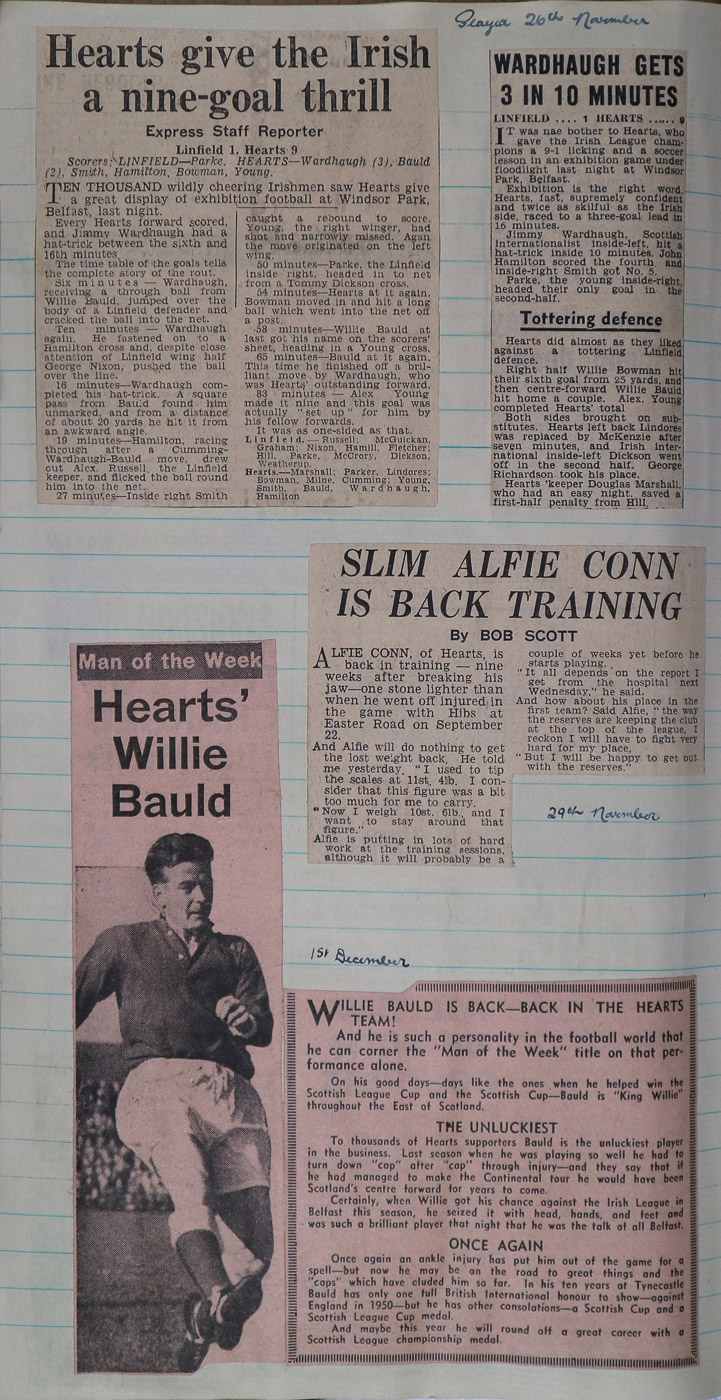 Played 26th November
Hearts give the Irish
a nine-goal thrill
Express Staff Reporter
Linfield 1, Hearts 9
Scorers: LINFIELD—Parke. HEARTS—Wardhaugh (3), Bauld
(2), Smith, Hamilton, Bowman, Young.
TEN THOUSAND wildly cheering Irishmen saw Hearts give
a great display of exhibition football at Windsor Park,
Belfast, last night.
Every Hearts forward scored,
and Jimmy Wardhaugh had a
hat-trick between the sixth and
16th minutes.
The time table of the goals tells
the complete story of the rout.
Six minutes — Wardhaugh,
receiving a through ball from
Willie Bauld, jumped over the
body of a Linfield defender and
cracked the ball into the net.
Ten minutes — Wardhaugh
again. He fastened on to a
Hamilton cross and, despite close
attention of Linfield wing half
George Nixon, pushed the ball
over the line.
16 minutes—Wardhaugh com-
pleted his hat-trick. A square
pass from Bauld found him
unmarked, and from a distance
of about 20 yards he hit it from
an awkward angle.
19 minutes—Hamilton, racing
through after a Cumming-
Wardhaugh-Bauld move, drew
out Alex. Russell, the Linfield
keeper, and flicked the ball round
him into the net.
27 minutes—Inside right Smith
caught a rebound to score.
Young, the right winger, had
shot and narrowly missed. Agan
the move originated on the left
wing.
50 minutes—Parke, the Linfield
inside right, headed in to net
from a Tommy Dickson cross.
54 minutes—Hearts at it again.
Bowman moved in and hit a long
ball which went into the net off
a post.
58 minutes—Willie Bauld at
last got his name on the scorers'
sheet, heading in a Young cross.
65 minutes—Bauld at it again.
This time he finished off a bril-
liant move by Wardhaugh, who
was Hearts' outstanding forward.
83 minutes — Alex Young
made it nine and this goal was
actually "set up" for him by
his fellow forwards.
It was as one-sided as that.
Linfield.—Russell; McGuickan,
Graham; Nixon, Hamill, Fletcher;
Hill, Parke, McCrory, Dickson,
Weatherup.
Hearts.—Marshall; Parker, Lindores;
Bowman, Milne, Cumming; Young,
Smith, Bauld, Wardhaugh,
Hamilton
WARDHAUGH GETS
3 IN 10 MINUTES
LINFIELD .... 1 HEARTS ...... 9
IT was nae bother to Hearts, who
gave the Irish League cham-
pions a 9-1 licking and a soccer
lesson in an exhibition game under
floodlight last night at Windsor
Park, Belfast.
Exhibition is the right word.
Hearts, fast, supremely confident
and twice as skilful as the Irish
side, raced to a three-goal lead in
16 minutes.
Jimmy Wardhaugh, Scottish
internationalist inside-left, hit a
hat-trick inside 10 minutes, John
Hamilton scored the fourth and
inside-right Smith got No. 5.
Parke, the young inside-right,
headed their only goal in the
second-half.
Tottering defence
Hearts did almost as they liked
against a tottering Linfield
defence.
Right half Willie Bowman hit
their sixth goal from 25 yards, and
then centre-forward Willie Bauld
hit home a couple. Alex. Young
completed Hearts' total
Both sides brought on sub-
stitutes. Hearts left back Lindores
was replaced by McKenzie after
seven minutes, and Irish Inter-
national inside-left Dickson went
off in the second half. George
Richardson took his place.
Hearts 'keeper Douglas Marshall,
who had an easy night, saved a
first-half penalty from Hill.
SLIM ALFIE CONN
IS BACK TRAINING
By BOB SCOTT
ALFIE CONN, of Hearts, is
back in training — nine
weeks after breaking his
jaw—one stone lighter than
when he went off injured in
the game with Hibs at
Easter Road on September
22.
And Alfie will do nothing to get
the lost weight back. He told
me yesterday, "I used to tip
the scales at 11st. 4lb. I con-
sider that this figure was a bit
too much for me to carry.
"Now I weigh 10st. 6lb., and I
want to stay around that
figure."
Alfie is putting in lots of hard
work at the training sessions,
although it will probably be a
couple of weeks yet before he
starts playing.
"It all depends on the report I
get from the hospital next
Wednesday," he said.
And how about his place in the
first team? Said Alfie, "the way
the reserves are keeping the club
at the top of the league, I
reckon I will have to fight very
hard for my place.
"But I will be happy to get out
with the reserves."
29th November
Man of the Week
Hearts'
Willie
Bauld
1st December
WILLIE BAULD IS BACK—BACK IN THE HEARTS
TEAM!
And he is such a personality in the football world that
he can corner the "Man of the Week" title on that per-
formance alone.
On his good days—days like the ones when he helped win the
Scottish League Cup and the Scottish Cup—Bauld is "King Willie"
throughout the East of Scotland.
THE UNLUCKIEST
To thousands of Hearts supporters Bauld is the unluckiest player
in the business. Last season when he was playing so well he had to
turn down "cap" after "cap" through injury—and they say that if
he had managed to make the Continental tour he would have been
Scotland's centre forward for years to come.
Certainly, when Willie got his chance against the Irish League in
Belfast this season, he seized it with head, hands, and feet and
was such a brilliant player that night that he was the talk of all Belfast.
ONCE AGAIN
Once again an ankle injury has put him out of the game for a
spell—but now he may be on the road to great things and the
"caps" which have eluded him so far. In his ten years at Tynecastle
Bauld has only one full British International honour to show—against
England in 1950—but he has other consolations—a Scottish Cup and a
Scottish League Cup medal.
And maybe this year he will round off a great career with a
Scottish League championship medal.